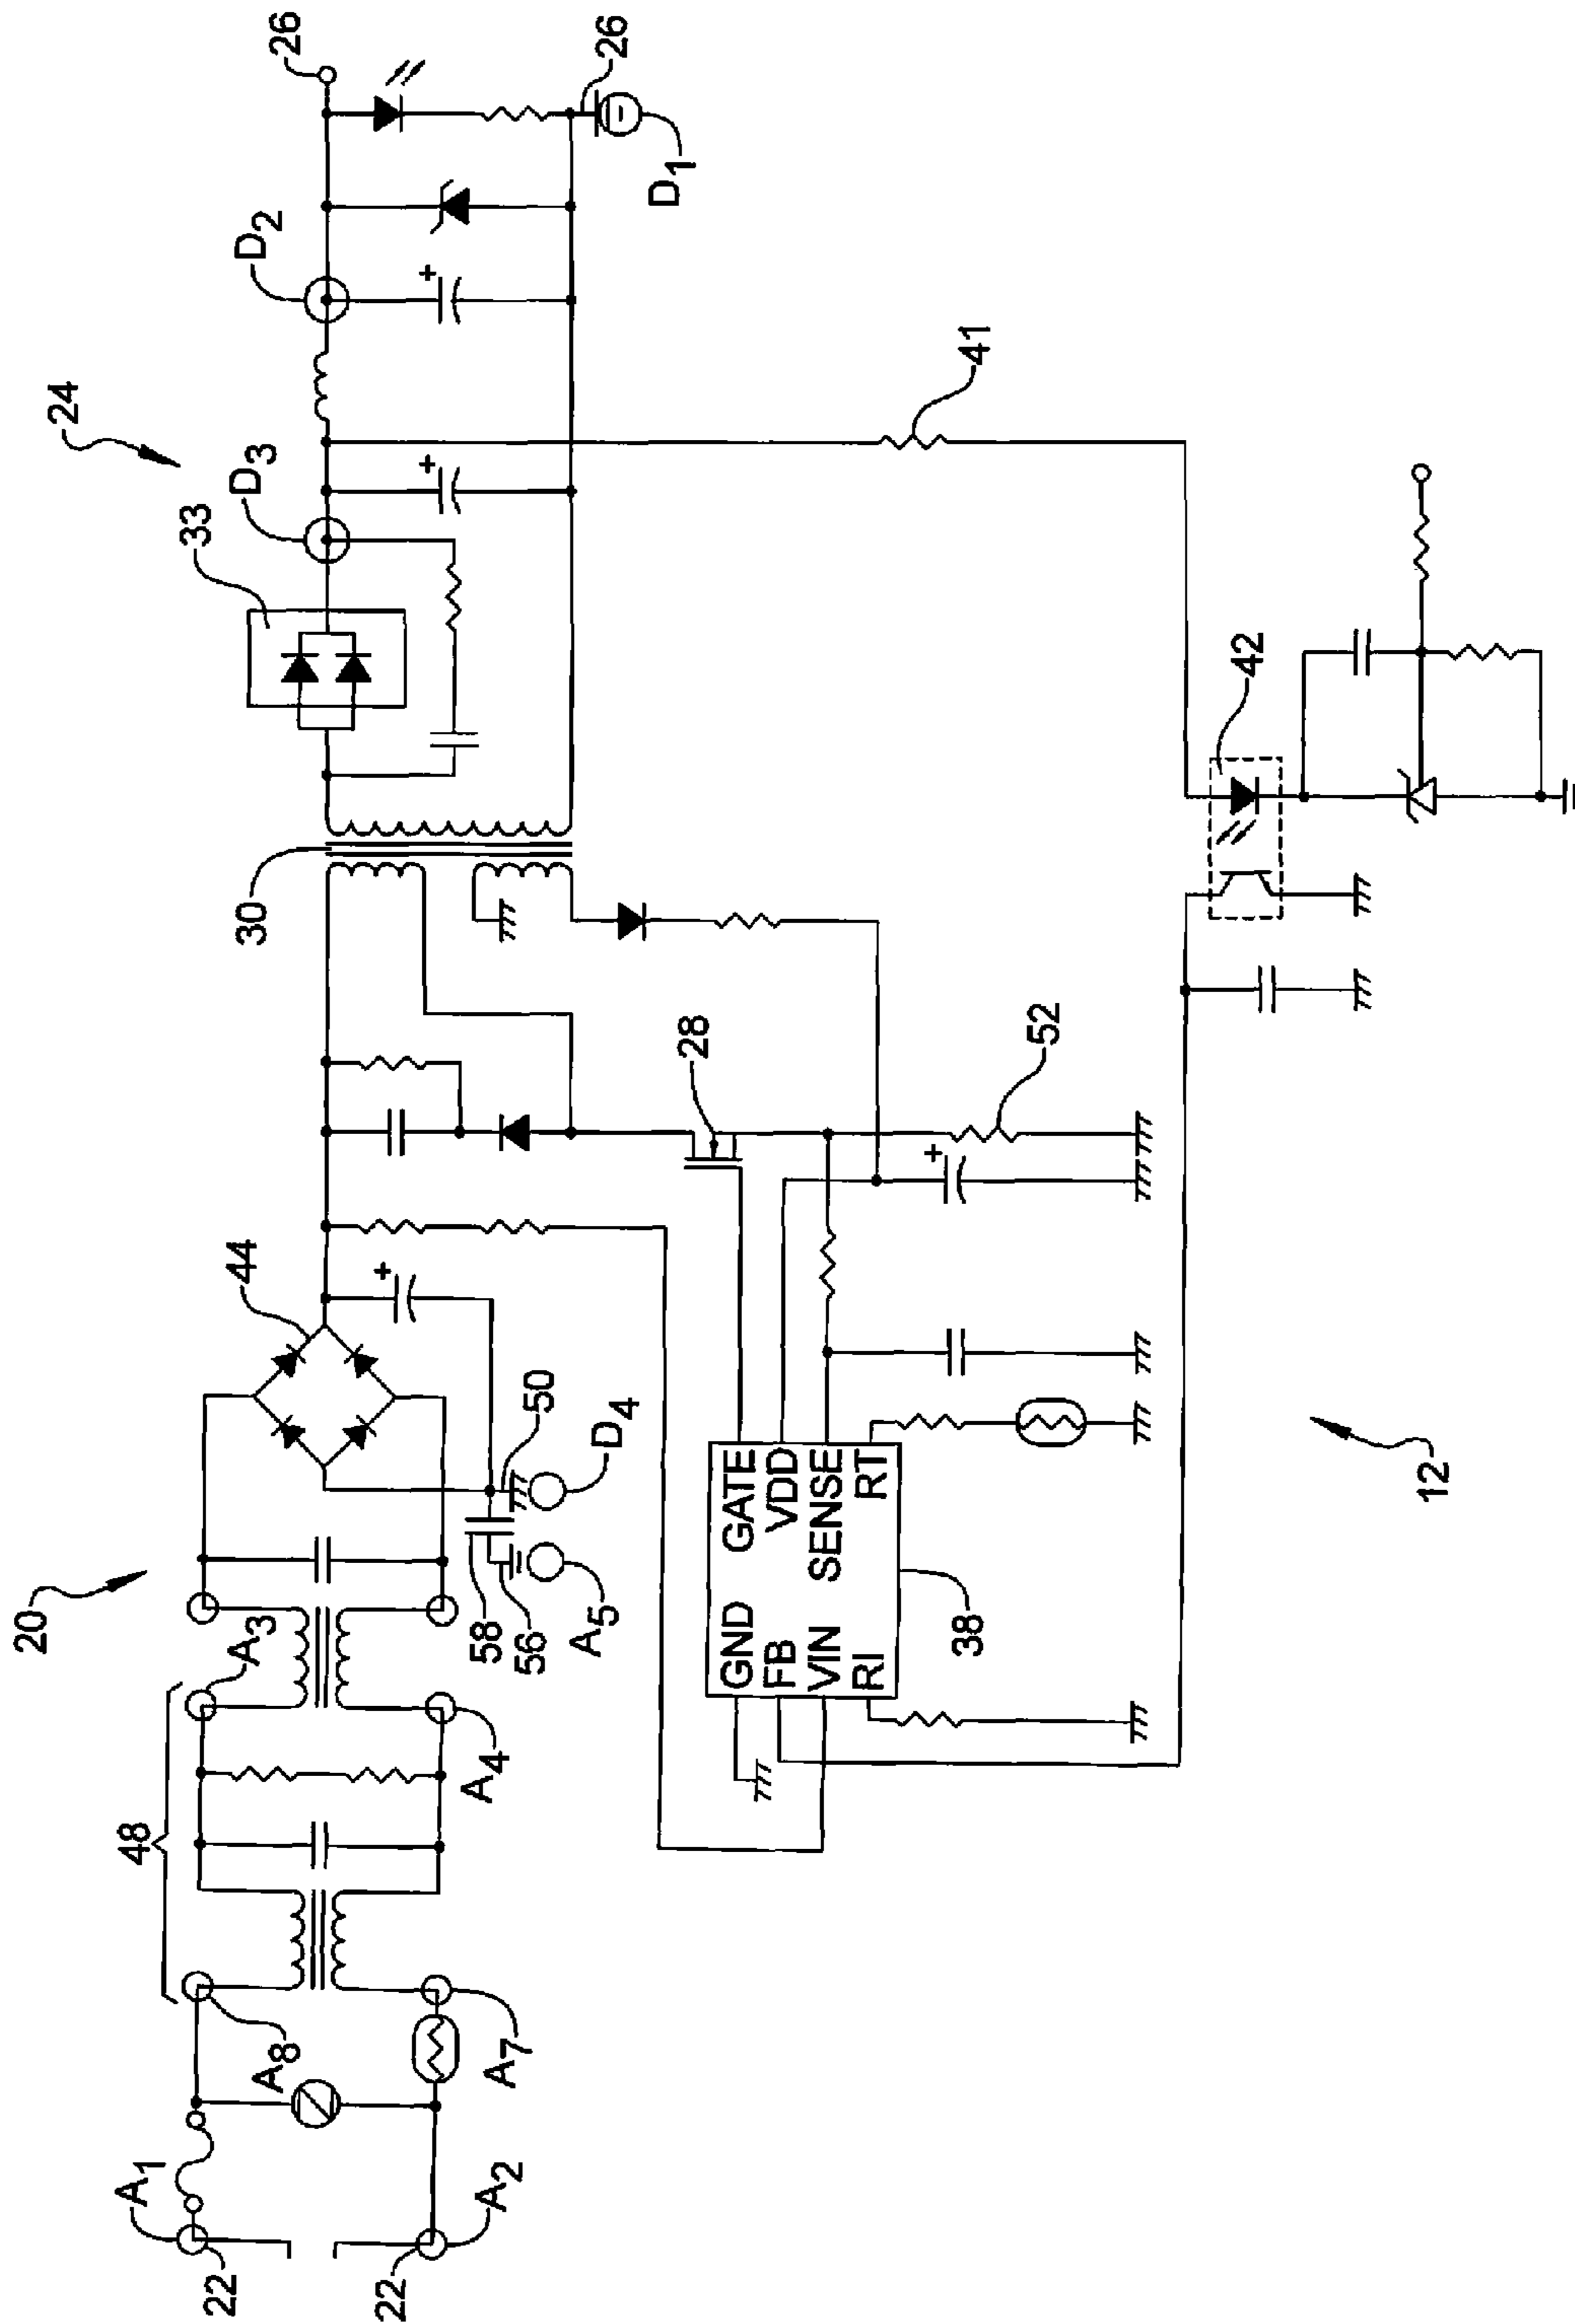 20
24
26
A1
22
A8
48
A3
44
33
D3
D2
26
D1
30
22
A2
A7
A4
58
56
A5
50
D4
28
52
41
GND
FB
VIN
RI
GATE
VDD
SENSE
RT
38
42
12
+
+
+
+